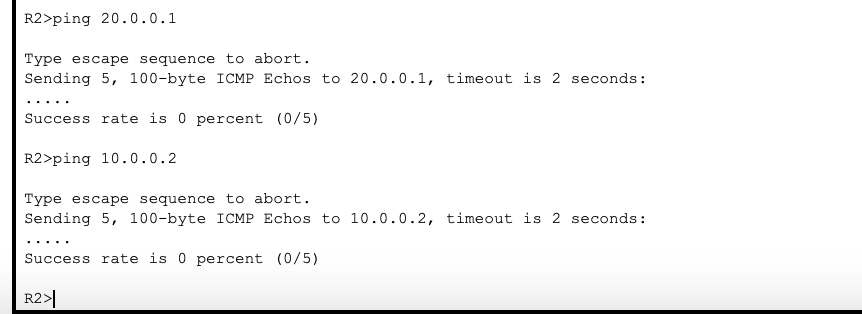 R2>ping 20.0.0.1
Type escape sequence to abort.
Sending 5, 100-byte ICMP Echos to 20.0.0.1, timeout is 2 seconds:
.....
Success rate is 0 percent (0/5)
R2>ping 10.0.0.2
Type escape sequence to abort.
Sending 5, 100-byte ICMP Echos to 10.0.0.2, timeout is 2 seconds:
.....
Success rate is 0 percent (0/5)
R2>